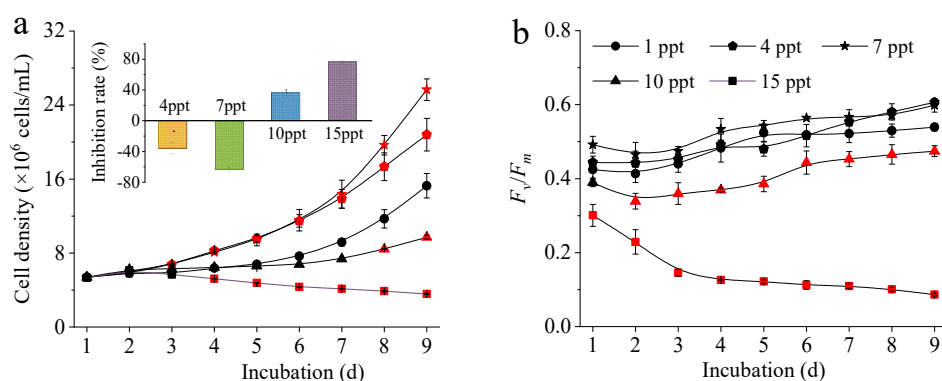 a
32
24
16
8
0
Cell density (×10⁶ cells/mL)
1 2 3 4 5 6 7 8 9
Incubation (d)
80
40
0
-40
-80
Inhibition rate (%)
4ppt 7ppt
10ppt 15ppt
b
0.8
0.6
0.4
0.2
0.0
Fv/Fm
1 ppt 4 ppt 7 ppt
10 ppt 15 ppt
1 2 3 4 5 6 7 8 9
Incubation (d)